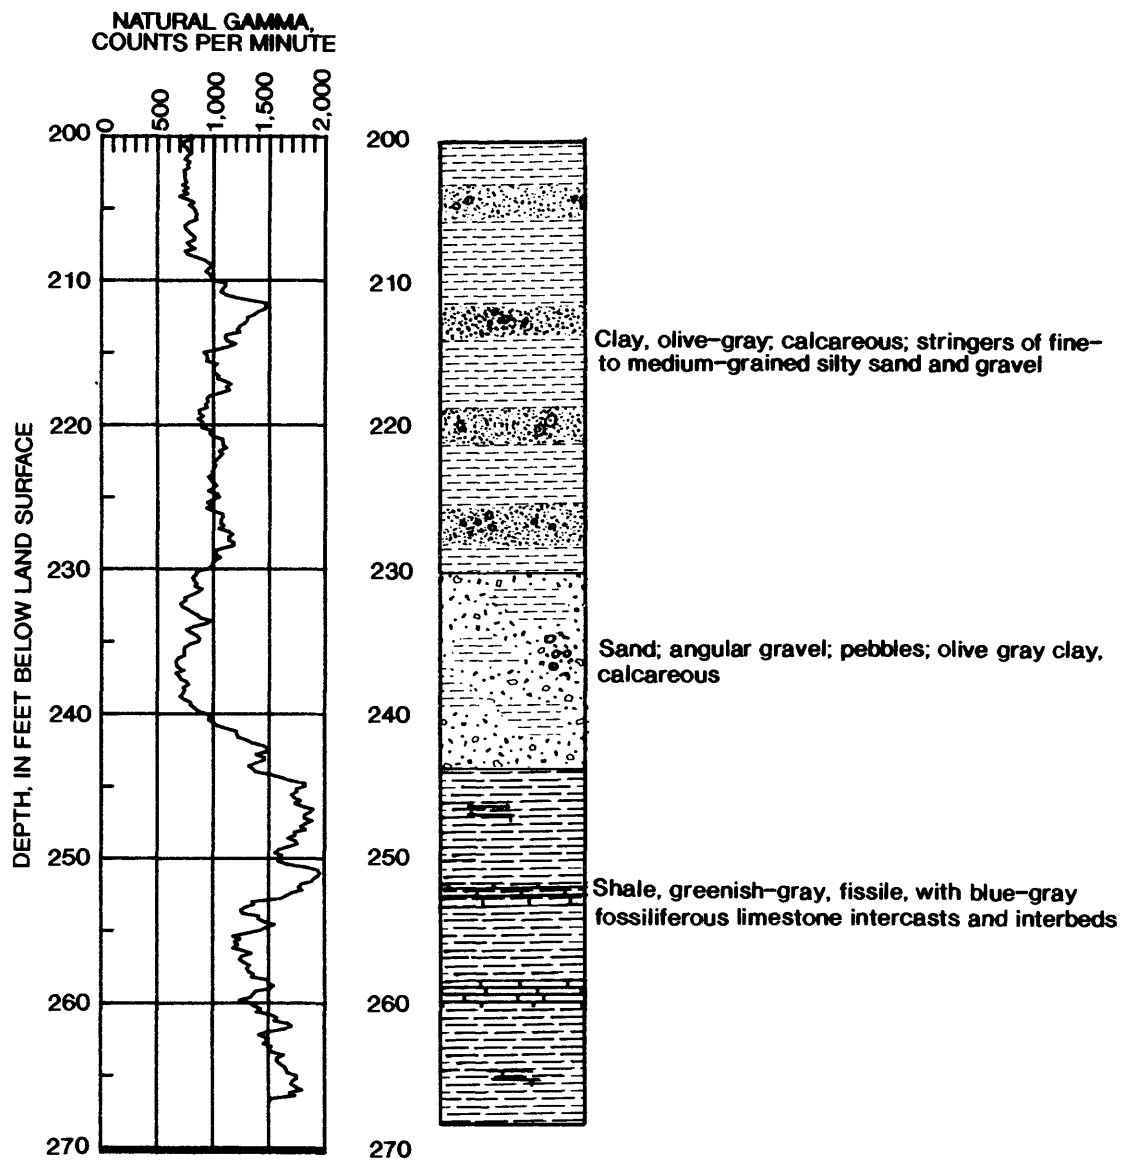 NATURAL GAMMA,
COUNTS PER MINUTE
0 500 1,000 1,500 2,000
DEPTH, IN FEET BELOW LAND SURFACE
200
210
220
230
240
250
260
270
200
210
220
230
240
250
260
270
Clay, olive-gray; calcareous; stringers of fine-
to medium-grained silty sand and gravel
Sand; angular gravel; pebbles; olive gray clay,
calcareous
Shale, greenish-gray, fissile, with blue-gray
fossiliferous limestone intercasts and interbeds